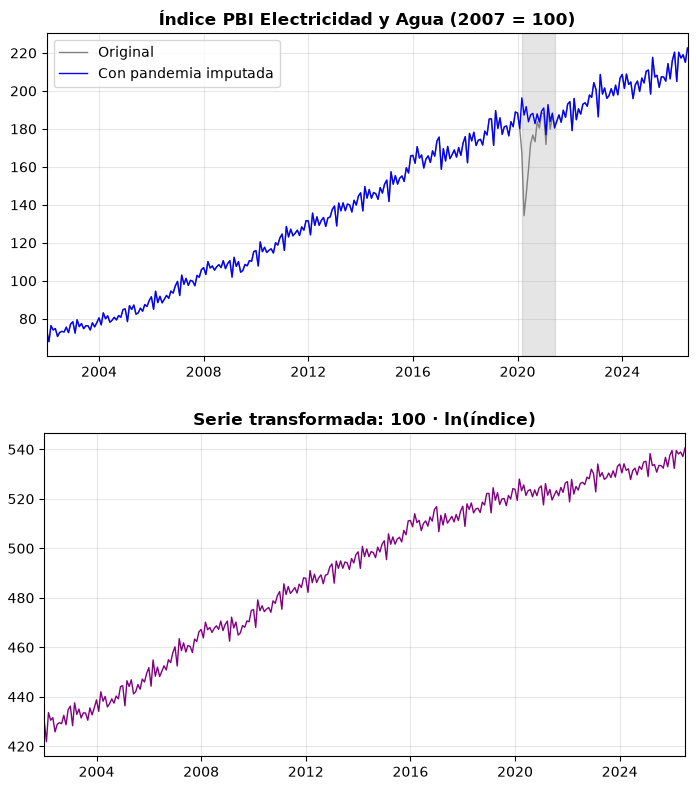 Índice PBI Electricidad y Agua (2007 = 100)
Original
Con pandemia imputada
220
200
180
160
140
120
100
80
2004 2008 2012 2016 2020 2024
Serie transformada: 100 · ln(índice)
540
520
500
480
460
440
420
2004 2008 2012 2016 2020 2024